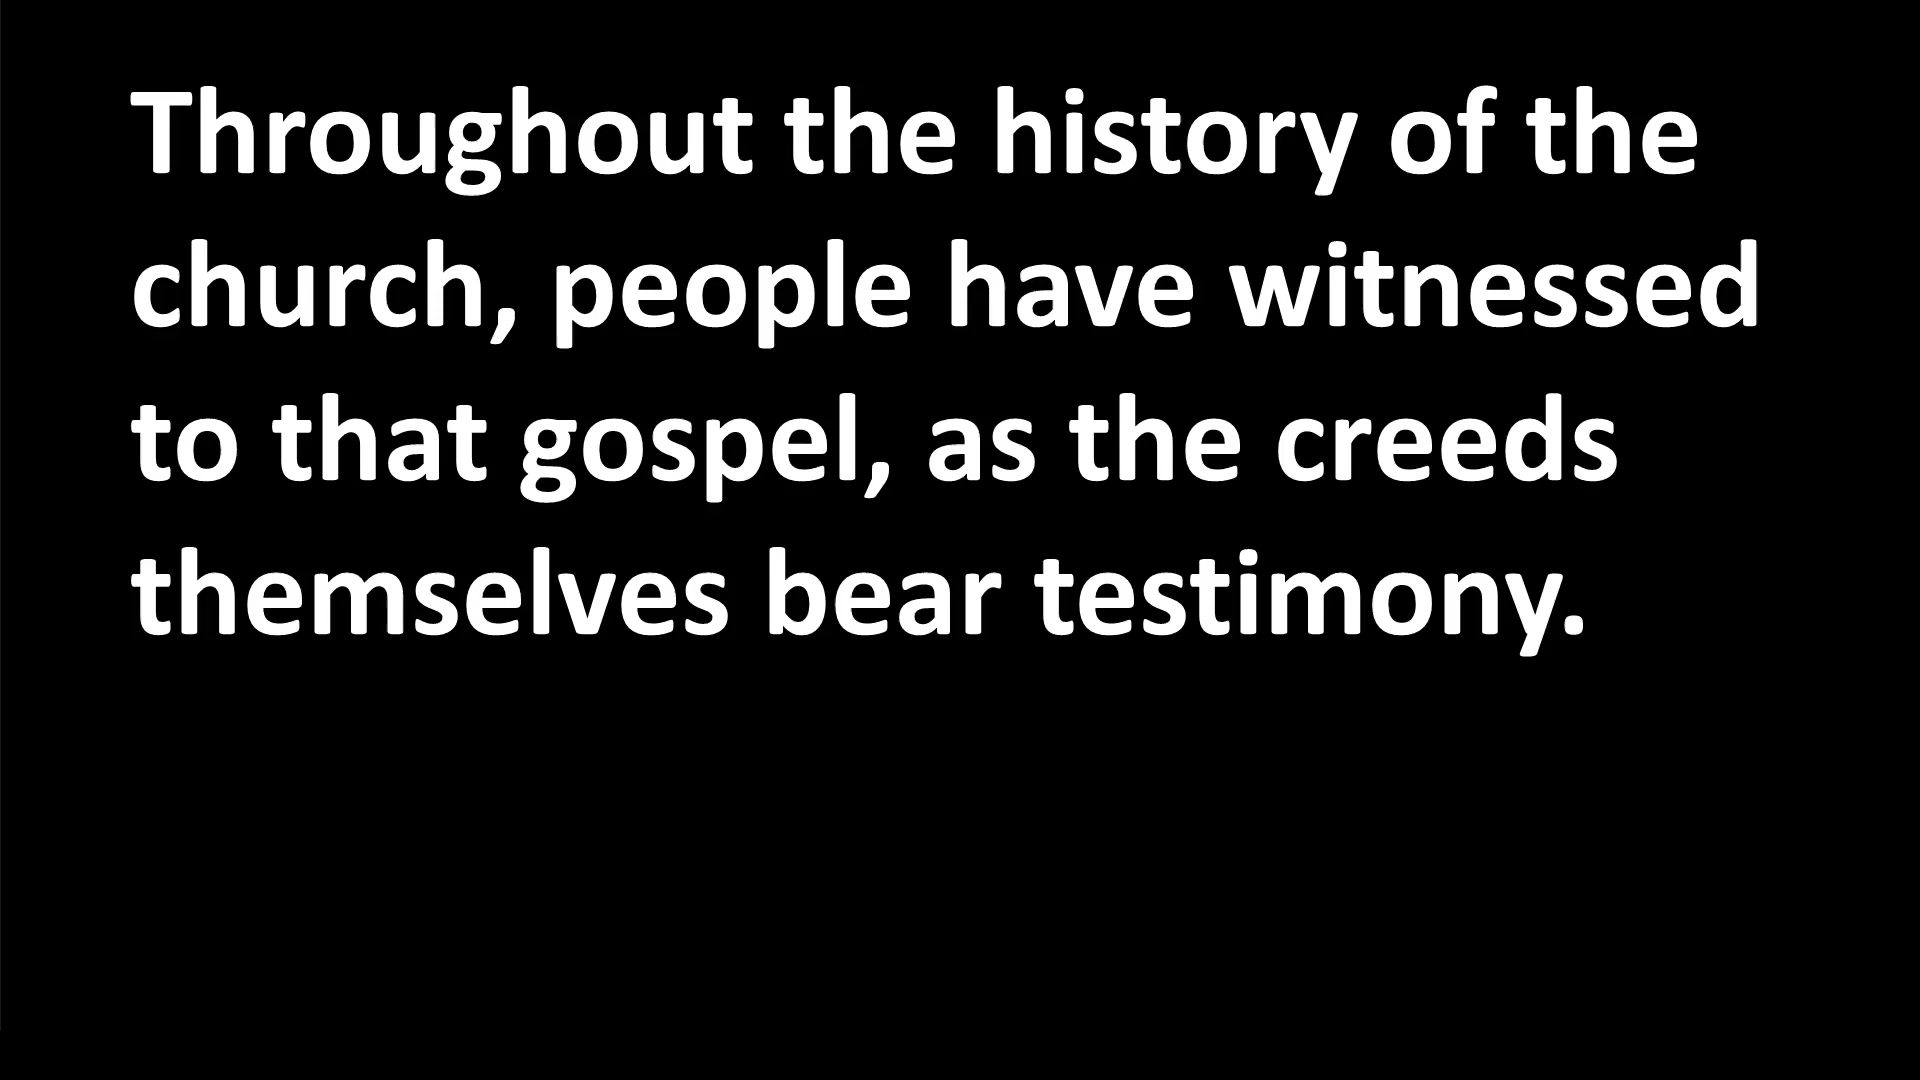 Throughout the history of the
church, people have witnessed
to that gospel, as the creeds
themselves bear testimony.